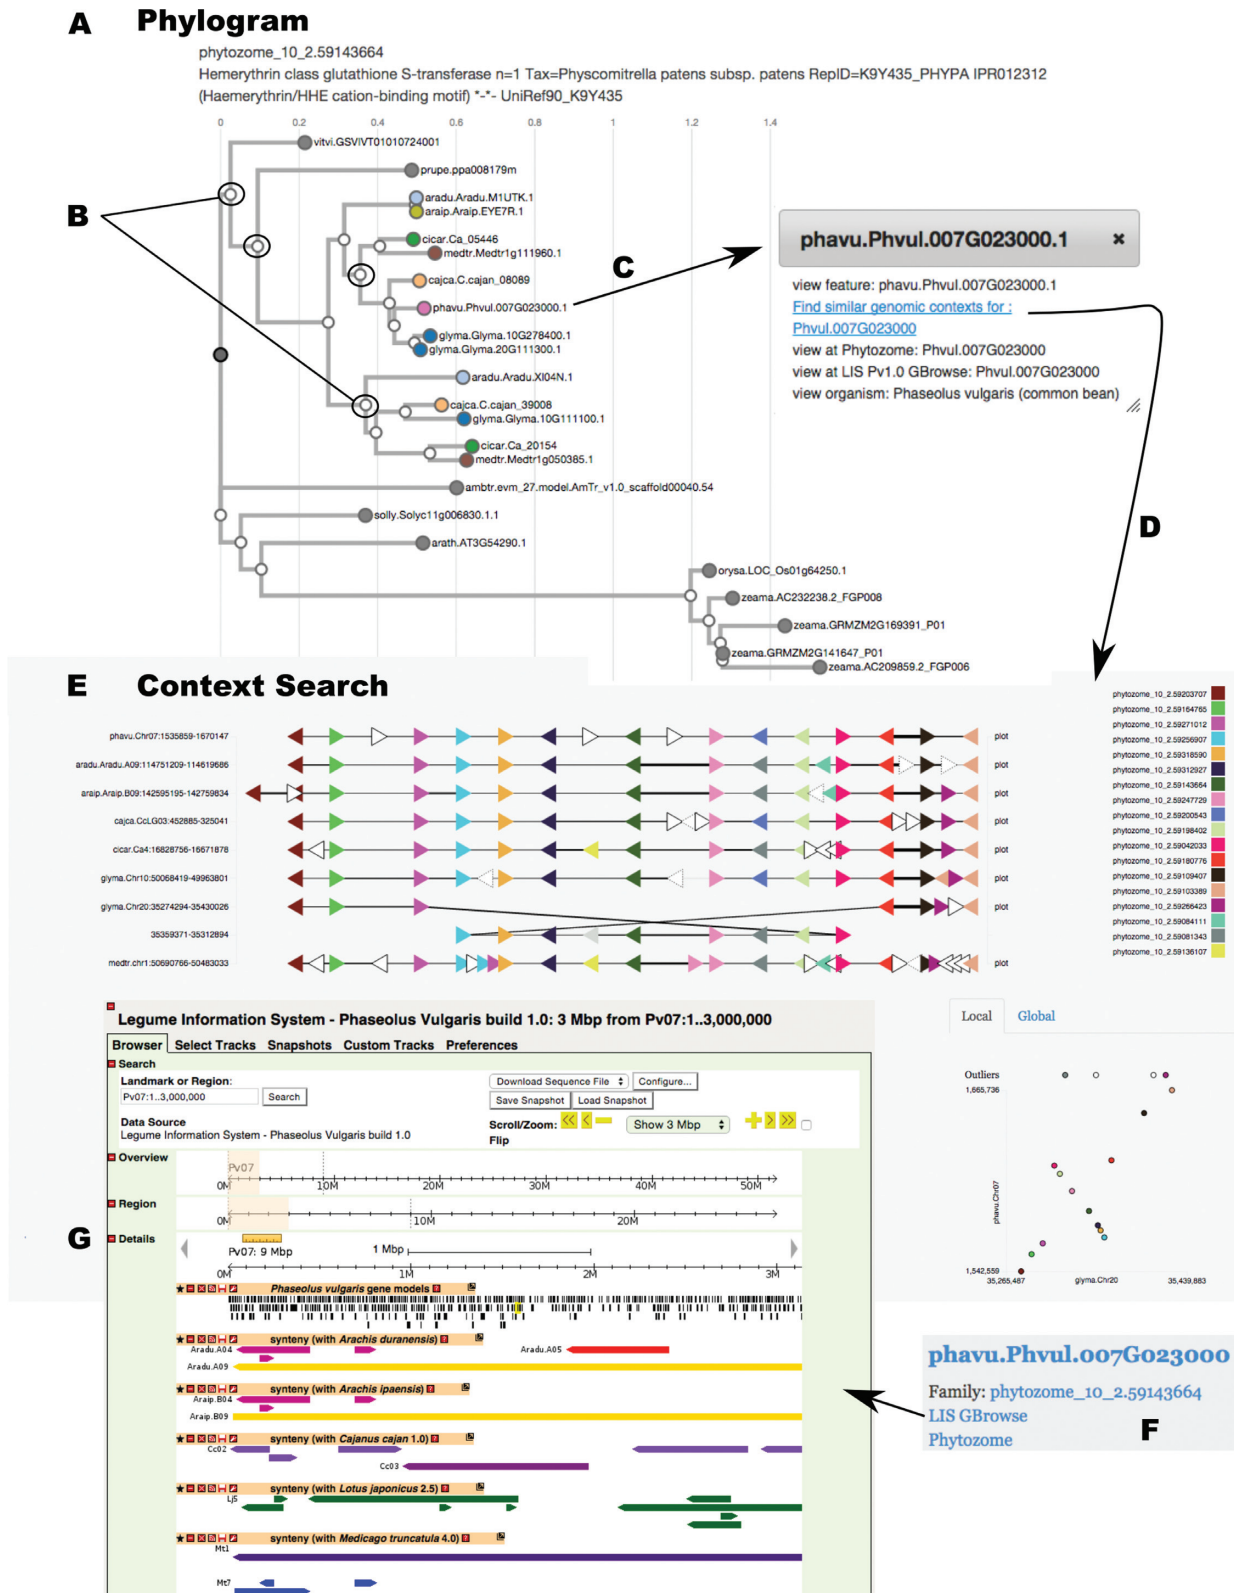 A Phylogram
phytozome_10_2.59143664
Hemerythrin class glutathione S-transferase n=1 Tax=Physcomitrella patens subsp. patens RepID=K9Y435_PHYPA IPR012312
(Haemerythrin/HHE cation-binding motif) *-*- UniRef90_K9Y435
0 0.2 0.4 0.6 0.8 1 1.2 1.4
vitvi.GSVIVT01010724001
prupe.ppa008179m
aradu.Aradu.M1UTK.1
araip.Araip.EYE7R.1
B
cicar.Ca_05446
medtr.Medtr1g111960.1
cajca.C.cajan_08089
phavu.Phvul.007G023000.1
glyma.Glyma.10G278400.1
glyma.Glyma.20G111300.1
aradu.Aradu.XI04N.1
cajca.C.cajan_39008
glyma.Glyma.10G111100.1
cicar.Ca_20154
medtr.Medtr1g050385.1
ambtr.evm_27.model.AmTr_v1.0_scaffold00040.54
solly.Solyc11g006830.1.1
arath.AT3G54290.1
orysa.LOC_Os01g64250.1
zeama.AC232238.2_FGP008
zeama.GRMZM2G169391_P01
zeama.GRMZM2G141647_P01
zeama.AC209859.2_FGP006
C
phavu.Phvul.007G023000.1 ×
view feature: phavu.Phvul.007G023000.1
Find similar genomic contexts for :
Phvul.007G023000
view at Phytozome: Phvul.007G023000
view at LIS Pv1.0 GBrowse: Phvul.007G023000
view organism: Phaseolus vulgaris (common bean)
D
E Context Search
phavu.Chr07:1535859-1670147 plot
aradu.Aradu.A09:114751209-114619686 plot
araip.Araip.B09:142595195-142759834 plot
cajca.CcLG03:452885-325041 plot
cicar.Ca4:16828756-16671878 plot
glyma.Chr10:50068419-49963801 plot
glyma.Chr20:35274294-35430026 plot
35359371-35312894
medtr.chr1:50690766-50483033 plot
phytozome_10_2.59203707
phytozome_10_2.59164765
phytozome_10_2.59271012
phytozome_10_2.59256907
phytozome_10_2.59318590
phytozome_10_2.59312927
phytozome_10_2.59143664
phytozome_10_2.59247729
phytozome_10_2.59200543
phytozome_10_2.59198402
phytozome_10_2.59042033
phytozome_10_2.59180776
phytozome_10_2.59109407
phytozome_10_2.59103389
phytozome_10_2.59266423
phytozome_10_2.59084111
phytozome_10_2.59081343
phytozome_10_2.59136107
Legume Information System - Phaseolus Vulgaris build 1.0: 3 Mbp from Pv07:1..3,000,000
Browser Select Tracks Snapshots Custom Tracks Preferences
Search
Landmark or Region:
Pv07:1..3,000,000 Search
Download Sequence File Configure...
Save Snapshot Load Snapshot
Data Source
Legume Information System - Phaseolus Vulgaris build 1.0
Scroll/Zoom: Show 3 Mbp
Flip
Overview
Pv07
0M 10M 20M 30M 40M 50M
Region
0M 10M 20M
G
Details
Pv07: 9 Mbp 1 Mbp
0M 1M 2M 3M
Phaseolus vulgaris gene models
synteny (with Arachis duranensis)
Aradu.A04 Aradu.A05
Aradu.A09
synteny (with Arachis ipaensis)
Araip.B04
Araip.B09
synteny (with Cajanus cajan 1.0)
Cc02
Cc03
synteny (with Lotus japonicus 2.5)
Lj5
synteny (with Medicago truncatula 4.0)
Mt1
Mt7
Local Global
Outliers
1,665,736
phavu.Chr07
1,542,559
35,265,487 glyma.Chr20 35,439,883
phavu.Phvul.007G023000
Family: phytozome_10_2.59143664
LIS GBrowse
Phytozome
F